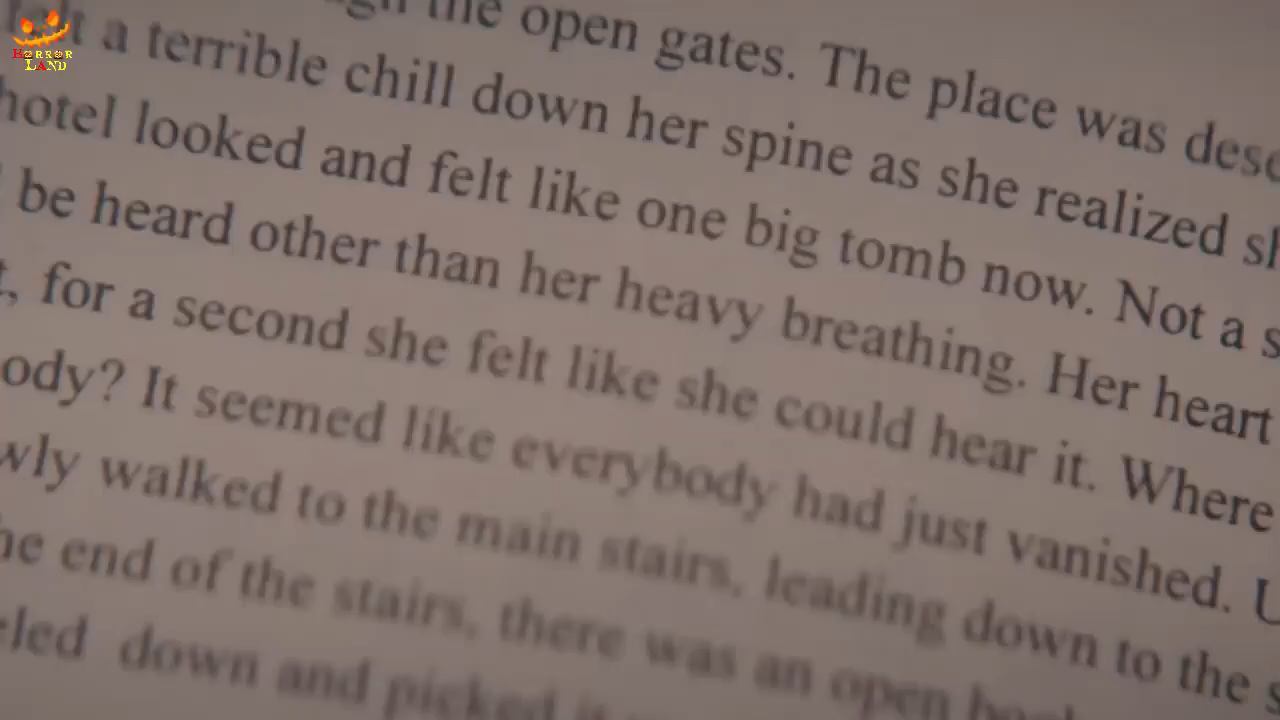 HORROR
LAND
the open gates. The place was
felt a terrible chill down her spine as she realized
hotel looked and felt like one big tomb now. Not a
be heard other than her heavy breathing. Her heart
for a second she felt like she could hear it. Where
ody? It seemed like everybody had just vanished.
wly walked to the main stairs, leading down to the
end of the stairs, there was an open
led down and picked it